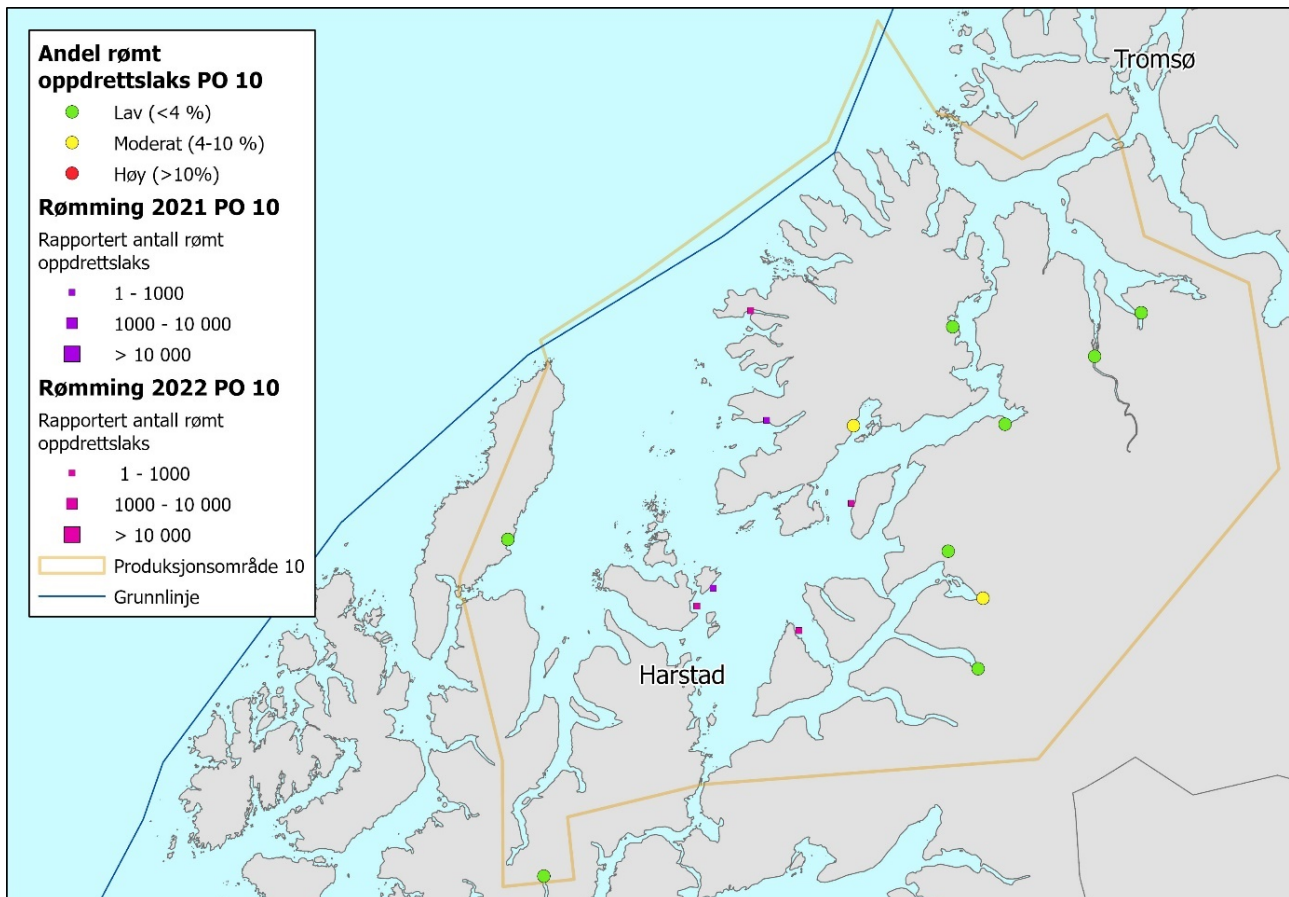 Andel rømt
oppdrettslaks PO 10
Lav (<4 %)
Moderat (4-10 %)
Høy (>10%)
Rømming 2021 PO 10
Rapportert antall rømt
oppdrettslaks
1 - 1000
1000 - 10 000
> 10 000
Rømming 2022 PO 10
Rapportert antall rømt
oppdrettslaks
1 - 1000
1000 - 10 000
> 10 000
Produksjonsområde 10
Grunnlinje
Tromsø
Harstad